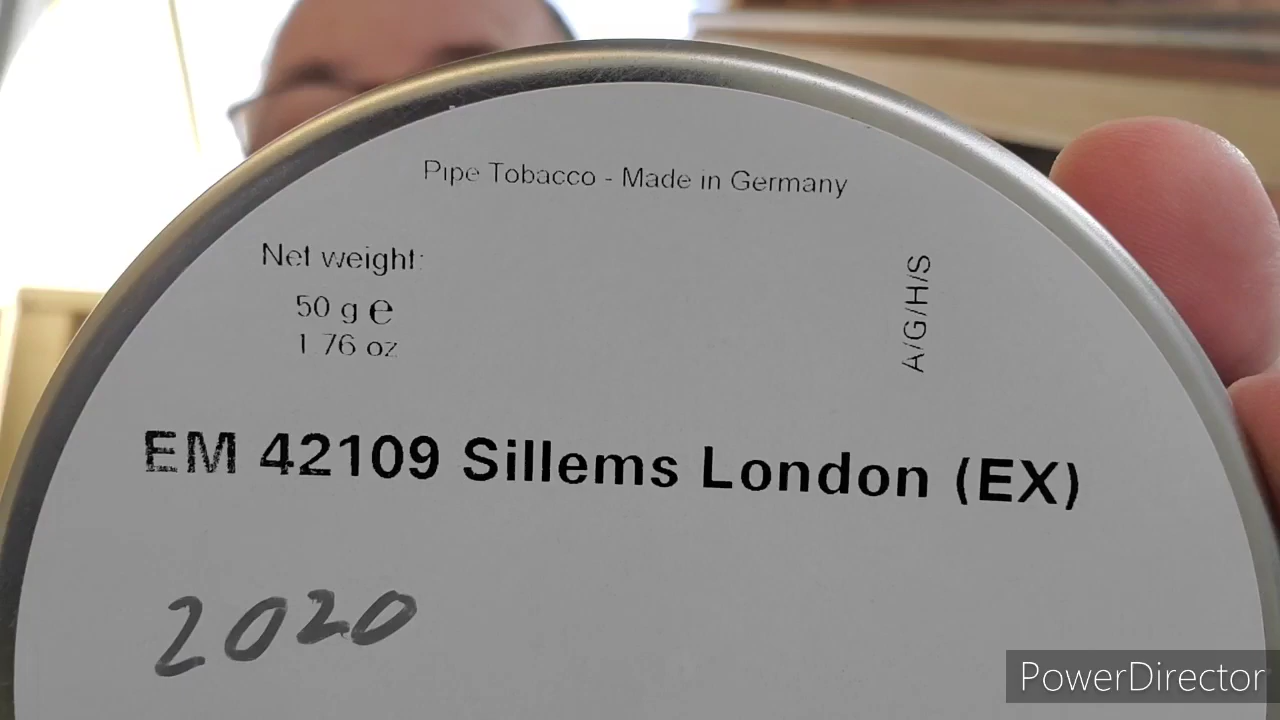 Pipe Tobacco - Made in Germany
Net weight:
50 g e
1 76 oz
A/G/H/S
EM 42109 Sillems London (EX)
2020
PowerDirector